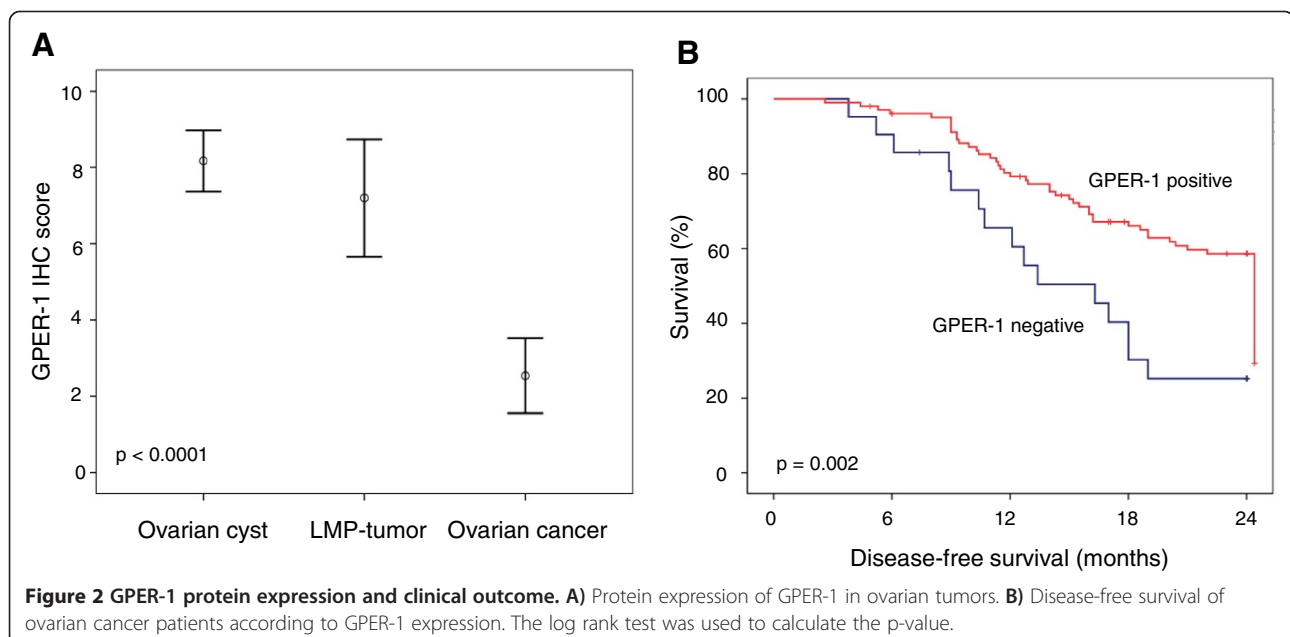 A
GPER-1 IHC score
10
8
6
4
2
0
p < 0.0001
Ovarian cyst LMP-tumor Ovarian cancer
B
Survival (%)
100
80
60
40
20
0
GPER-1 positive
GPER-1 negative
p = 0.002
0 6 12 18 24
Disease-free survival (months)
Figure 2 GPER-1 protein expression and clinical outcome. A) Protein expression of GPER-1 in ovarian tumors. B) Disease-free survival of
ovarian cancer patients according to GPER-1 expression. The log rank test was used to calculate the p-value.